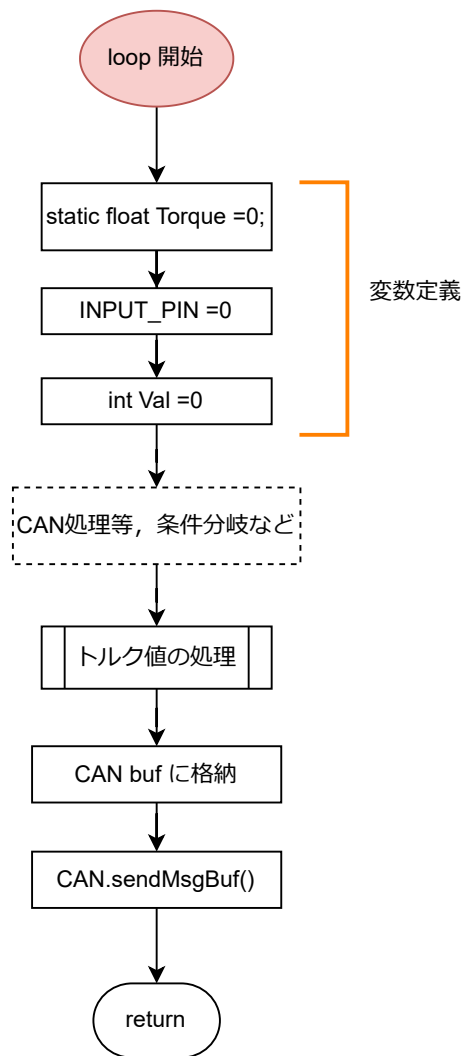 loop 開始
static float Torque =0;
変数定義
INPUT_PIN =0
int Val =0
CAN処理等，条件分岐など
トルク値の処理
CAN buf に格納
CAN.sendMsgBuf()
return